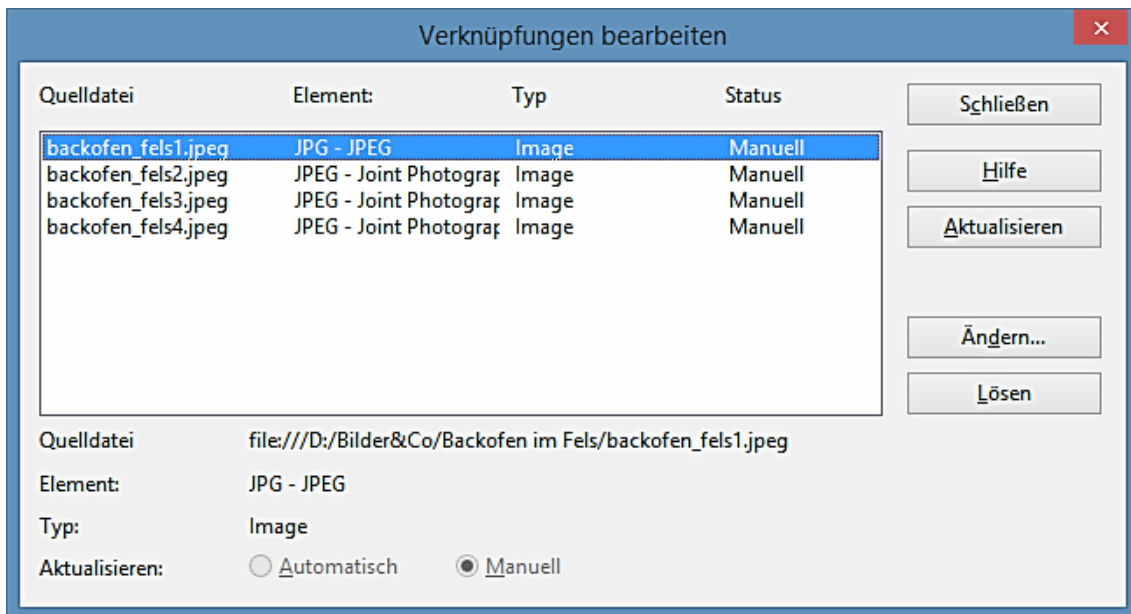 Verknüpfungen bearbeiten
Quelldatei Element: Typ Status
backofen_fels1.jpeg JPG - JPEG Image Manuell
backofen_fels2.jpeg JPEG - Joint Photograp Image Manuell
backofen_fels3.jpeg JPEG - Joint Photograp Image Manuell
backofen_fels4.jpeg JPEG - Joint Photograp Image Manuell
Schließen
Hilfe
Aktualisieren
Ändern...
Lösen
Quelldatei file:///D:/Bilder&Co/Backofen im Fels/backofen_fels1.jpeg
Element: JPG - JPEG
Typ: Image
Aktualisieren: Automatisch Manuell